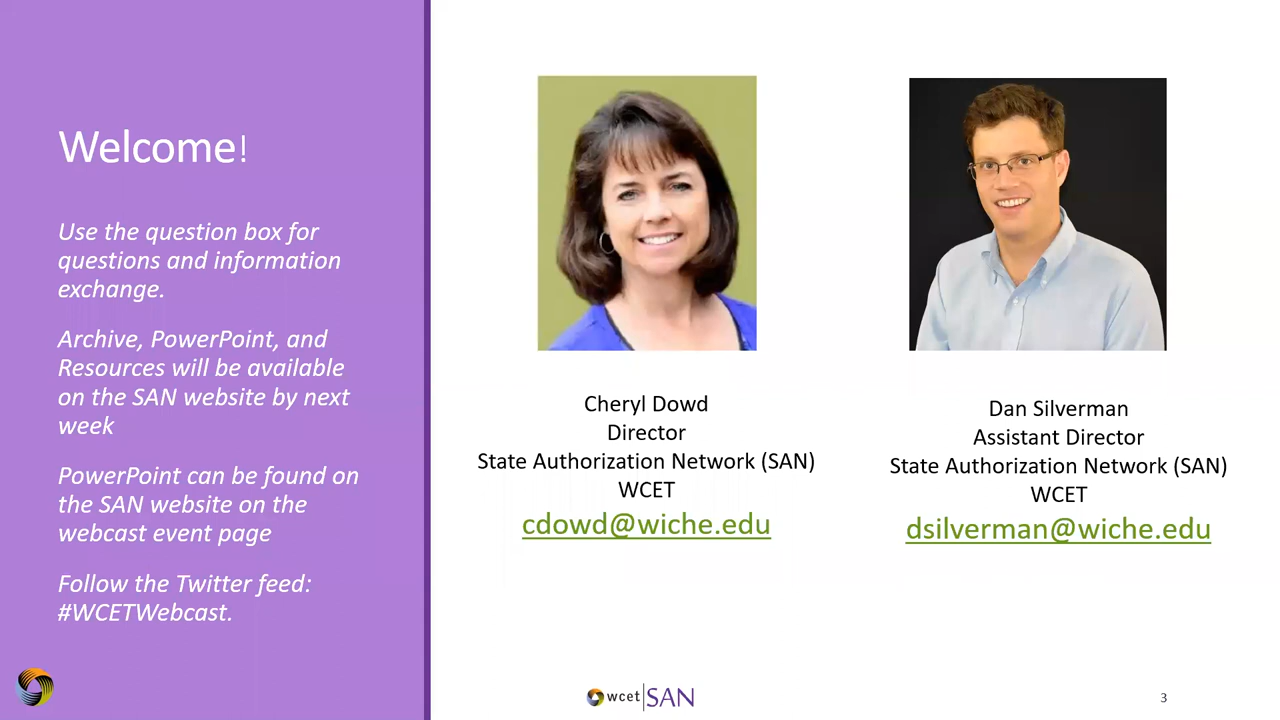 Welcome!
Use the question box for
questions and information
exchange.
Archive, PowerPoint, and
Resources will be available
on the SAN website by next
week
PowerPoint can be found on
the SAN website on the
webcast event page
Follow the Twitter feed:
#WCETWebcast.
Cheryl Dowd
Director
State Authorization Network (SAN)
WCET
cdowd@wiche.edu
Dan Silverman
Assistant Director
State Authorization Network (SAN)
WCET
dsilverman@wiche.edu
wcet SAN
3